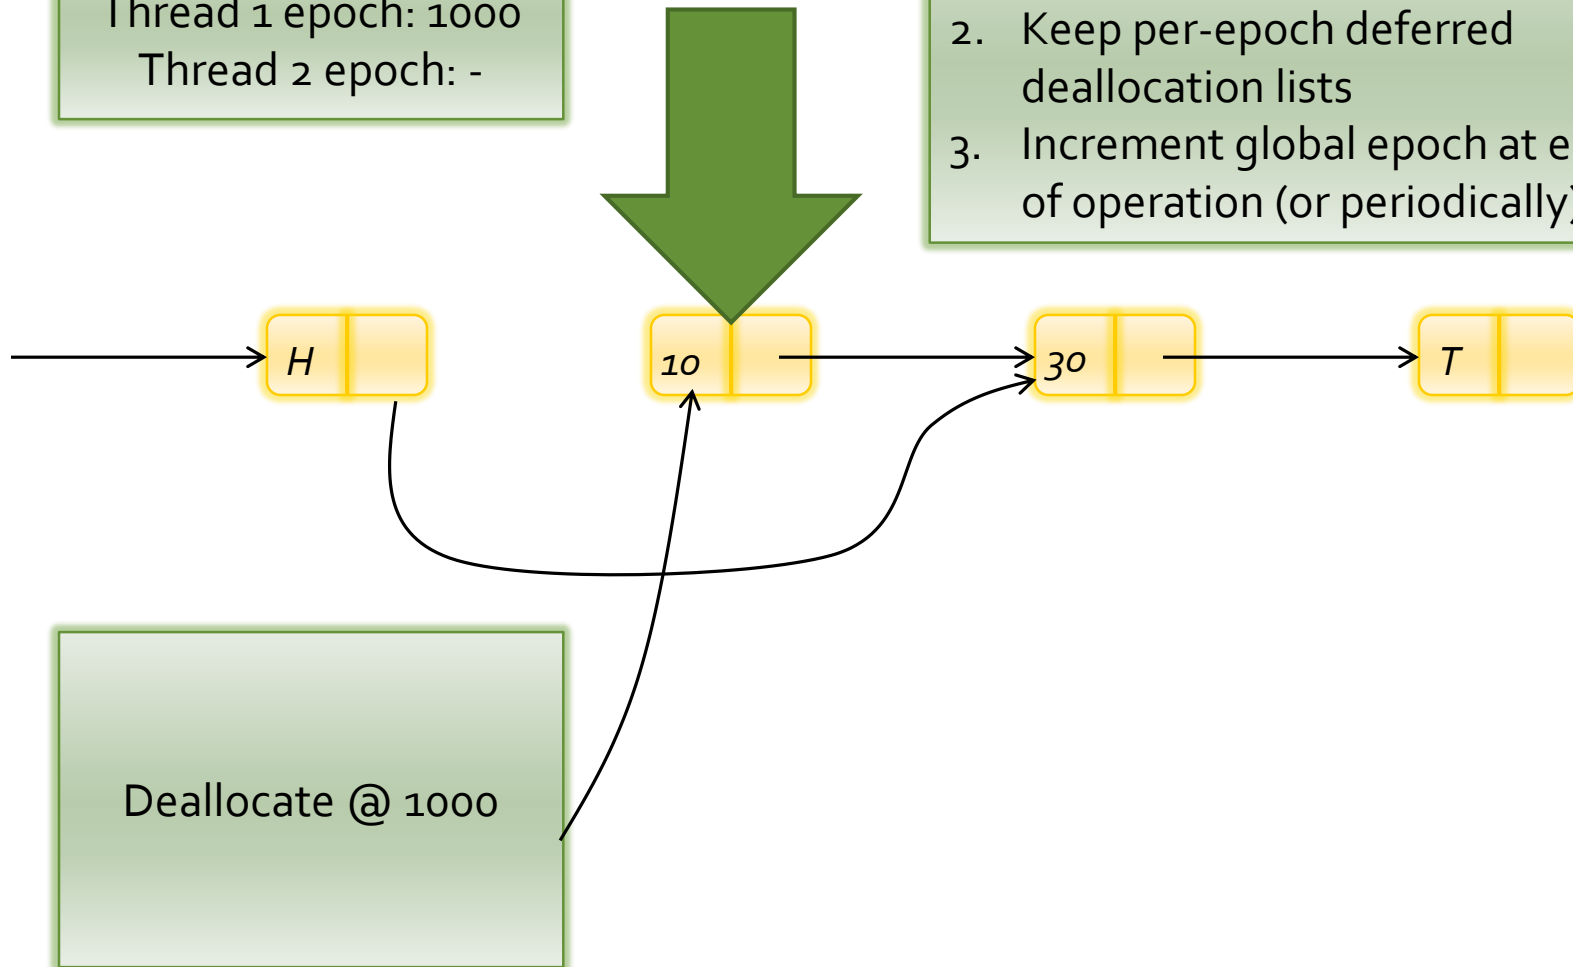 Thread 1 epoch: 1000
Thread 2 epoch: -
2. Keep per-epoch deferred
deallocation lists
3. Increment global epoch at
of operation (or periodically)
H 10 30 T
Deallocate @ 1000